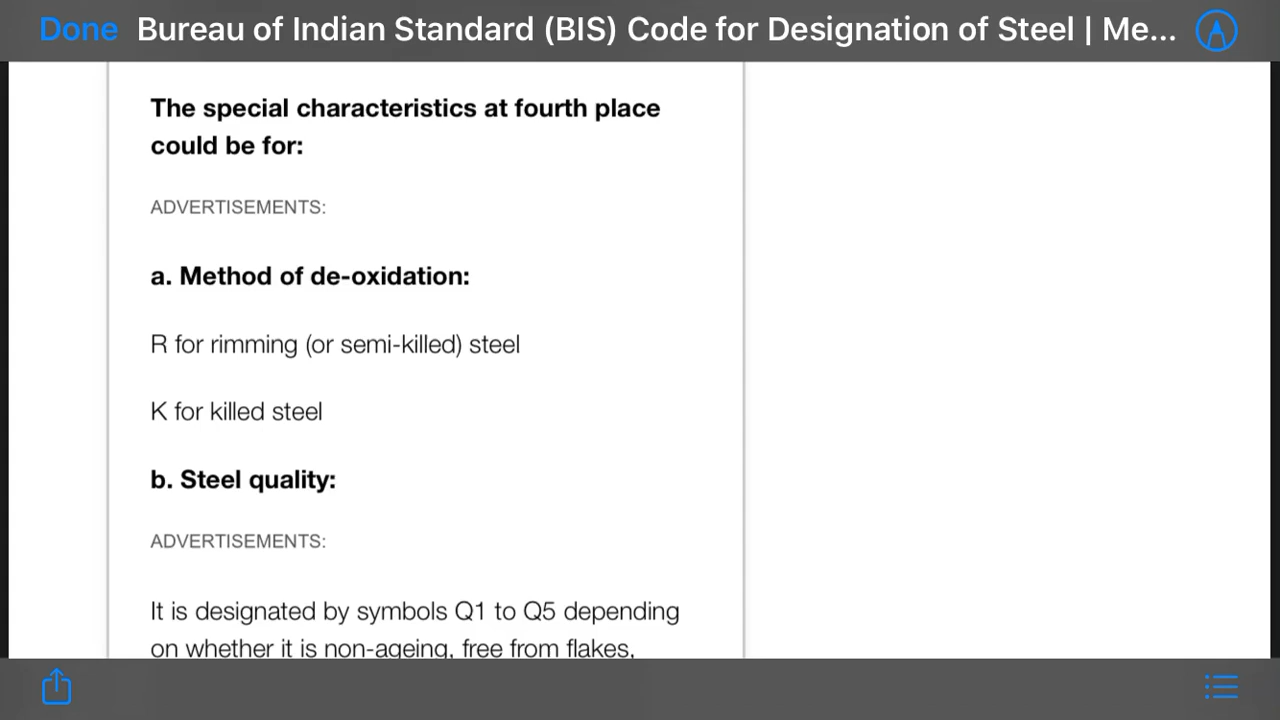 Done Bureau of Indian Standard (BIS) Code for Designation of Steel | Me...
The special characteristics at fourth place
could be for:
ADVERTISEMENTS:
a. Method of de-oxidation:
R for rimming (or semi-killed) steel
K for killed steel
b. Steel quality:
ADVERTISEMENTS:
It is designated by symbols Q1 to Q5 depending
on whether it is non-ageing, free from flakes,